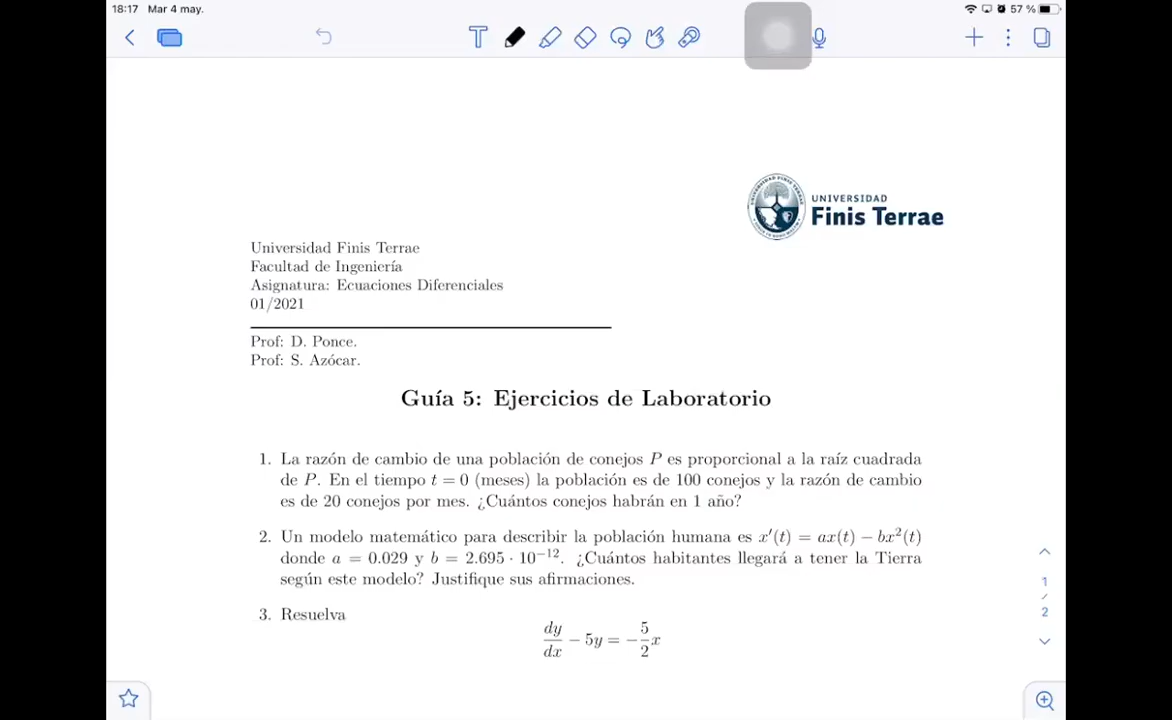 18:17 Mar 4 may.
57 %
UNIVERSIDAD
Finis Terrae
Universidad Finis Terrae
Facultad de Ingeniería
Asignatura: Ecuaciones Diferenciales
01/2021
Prof: D. Ponce.
Prof: S. Azócar.
Guía 5: Ejercicios de Laboratorio
1. La razón de cambio de una población de conejos P es proporcional a la raíz cuadrada
de P. En el tiempo t = 0 (meses) la población es de 100 conejos y la razón de cambio
es de 20 conejos por mes. ¿Cuántos conejos habrán en 1 año?
2. Un modelo matemático para describir la población humana es x′(t) = ax(t) − bx²(t)
donde a = 0.029 y b = 2.695 · 10⁻¹². ¿Cuántos habitantes llegará a tener la Tierra
según este modelo? Justifique sus afirmaciones.
3. Resuelva
dy/dx − 5y = −5/2 x
1
/
2